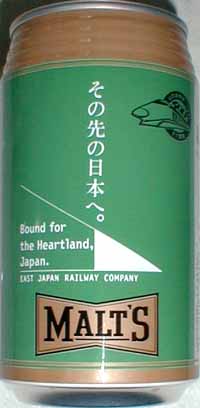 その先の日本へ。
Bound for
the Heartland,
Japan.
EAST JAPAN RAILWAY COMPANY
MALT'S